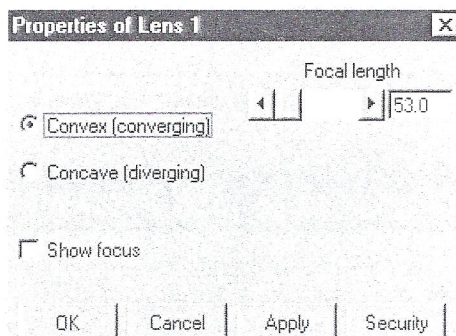 Properties of Lens 1
Focal length
53.0
Convex (converging)
Concave (diverging)
Show focus
OK
Cancel
Apply
Security